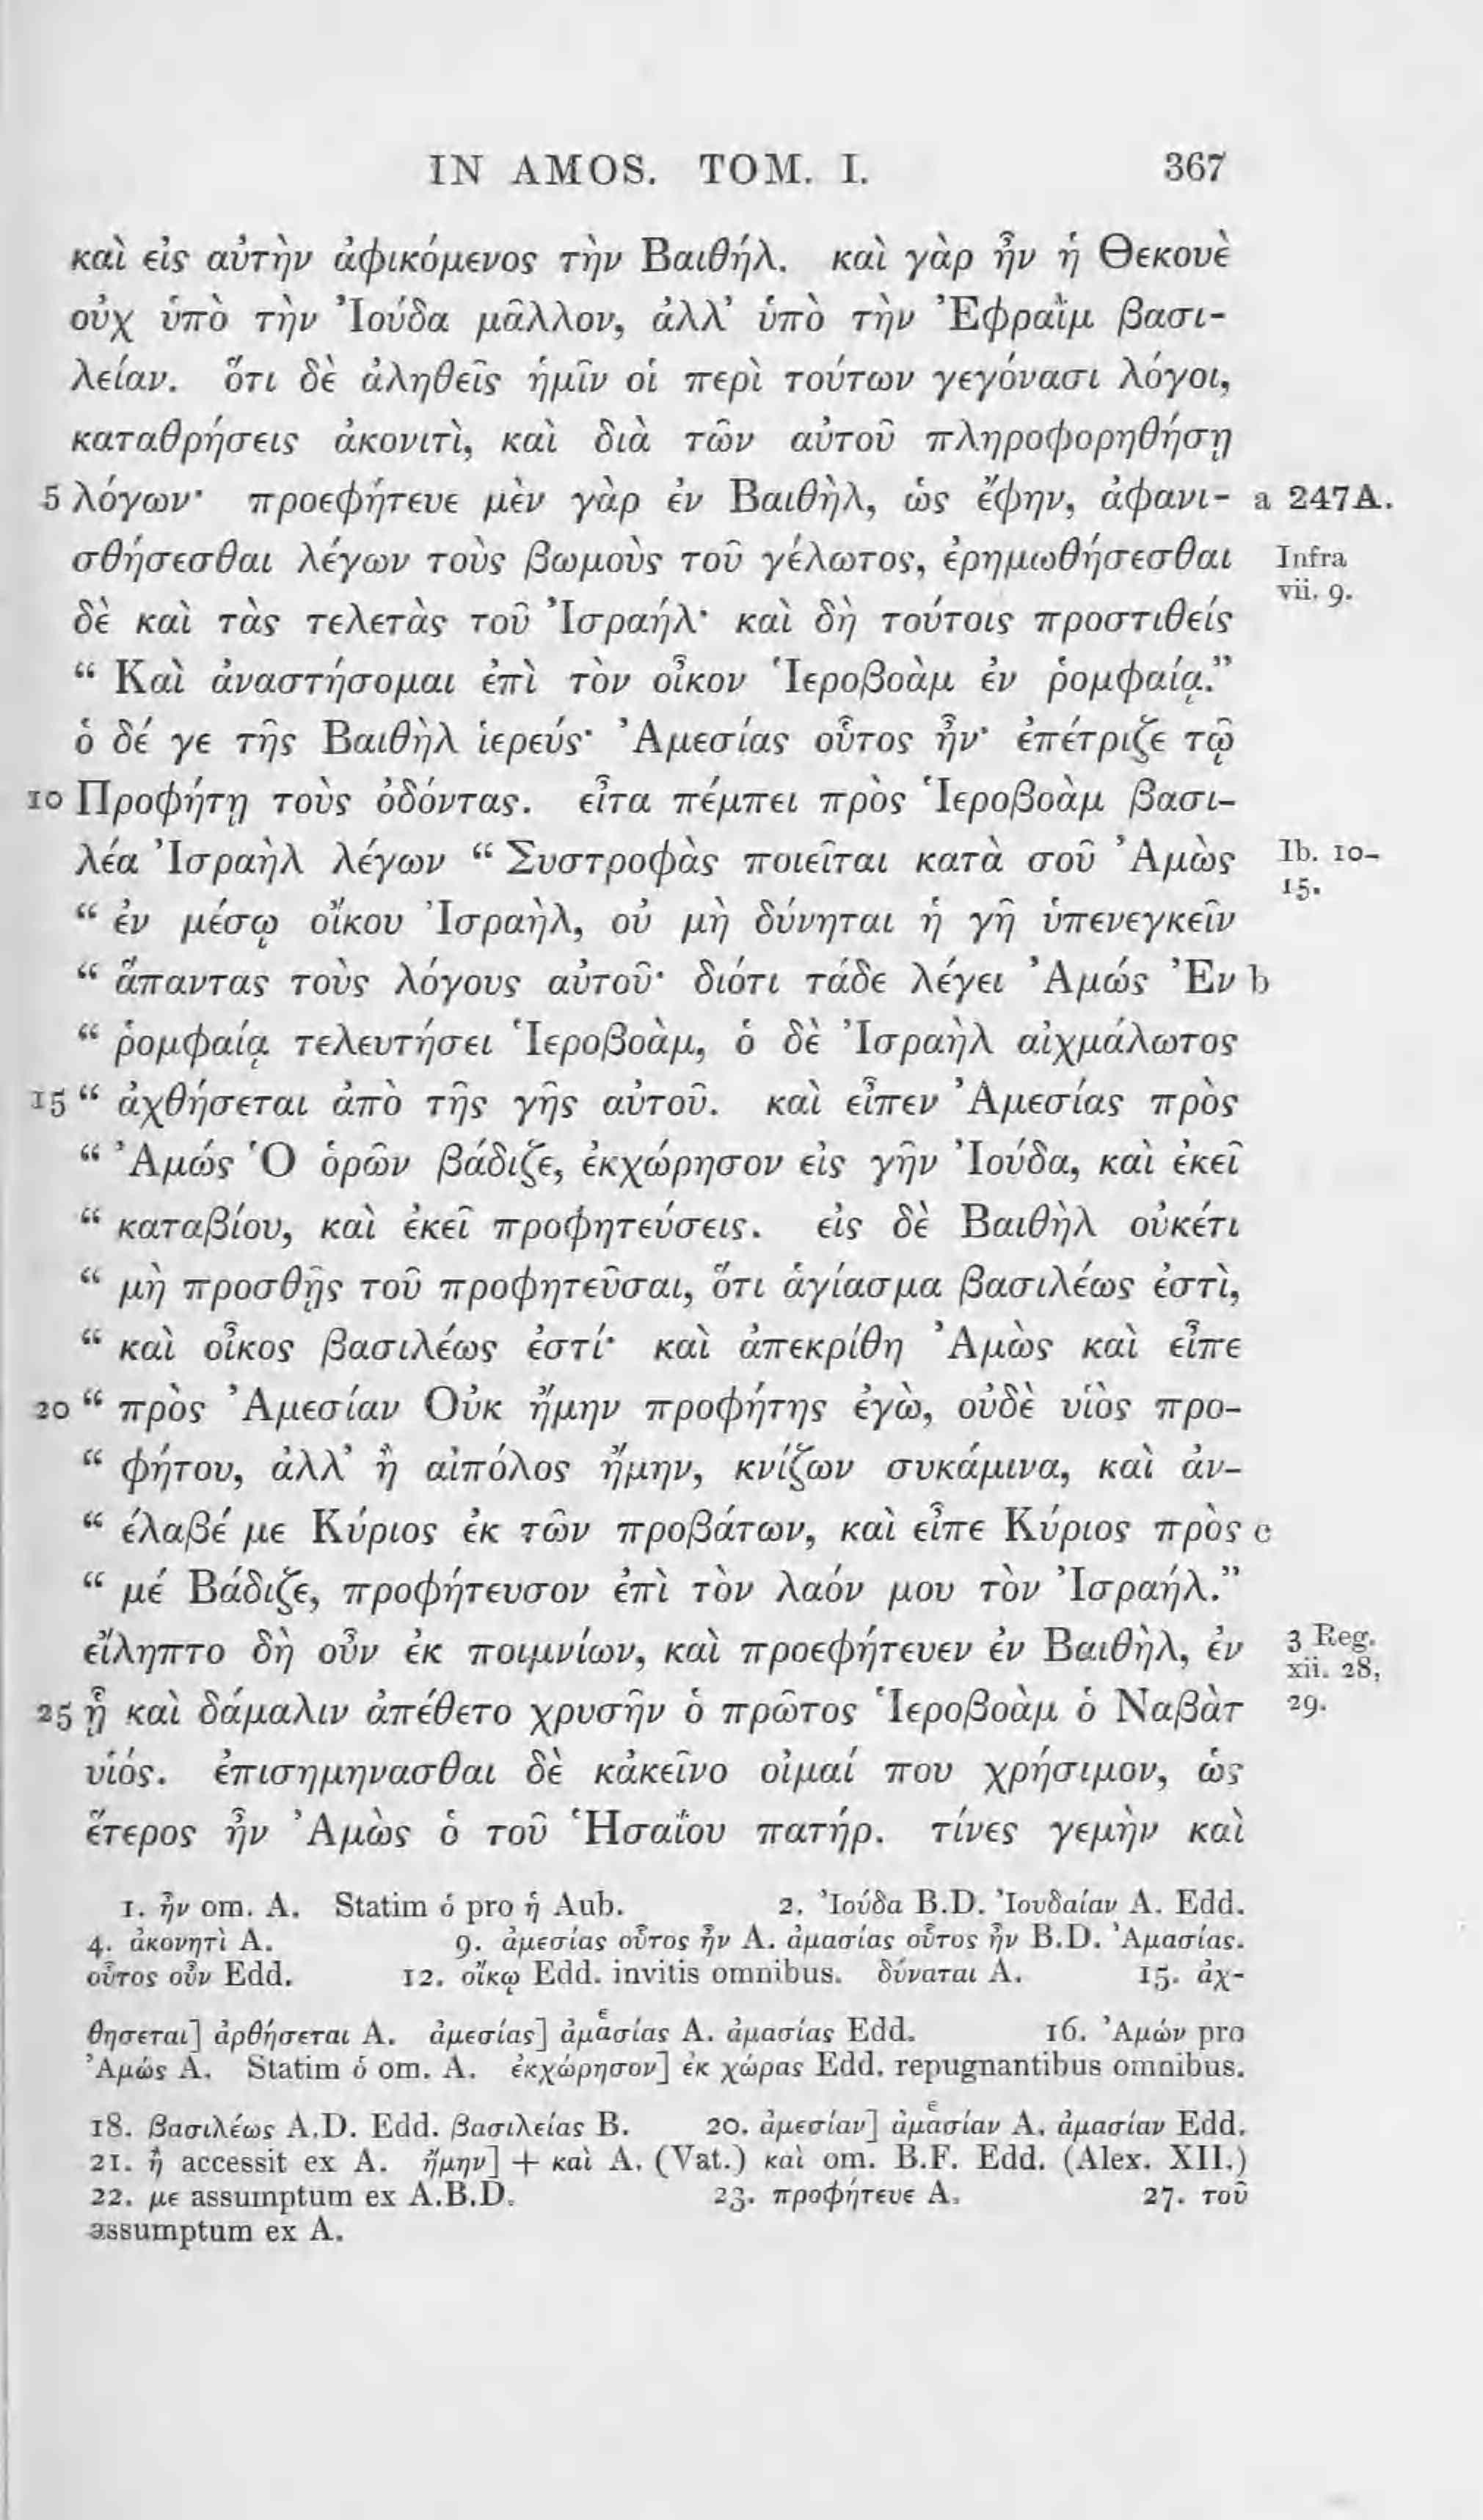 IN AMOS. TOM. I. 367
καὶ εἰς αὐτὴν ἀφικόμενος τὴν Βαιθήλ. καὶ γὰρ ἦν ἡ Θεκουὲ
οὐχ ὑπὸ τὴν Ἰούδα μᾶλλον, ἀλλ’ ὑπὸ τὴν Ἐφραῒμ βασι-
λείαν. ὅτι δὲ ἀληθεῖς ἡμῖν οἱ περὶ τούτων γεγόνασι λόγοι,
καταθρήσεις ἀκονιτὶ, καὶ διὰ τῶν αὐτοῦ πληροφορηθήσῃ
5 λόγων· προεφήτευε μὲν γὰρ ἐν Βαιθὴλ, ὡς ἔφην, ἀφανι- a 247A.
σθήσεσθαι λέγων τοὺς βωμοὺς τοῦ γέλωτος, ἐρημωθήσεσθαι Infra
vii. 9.
δὲ καὶ τὰς τελετὰς τοῦ Ἰσραήλ· καὶ δὴ τούτοις προστιθείς
“ Καὶ ἀναστήσομαι ἐπὶ τὸν οἶκον Ἱεροβοὰμ ἐν ῥομφαίᾳ.”
ὁ δέ γε τῆς Βαιθὴλ ἱερεύς· Ἀμεσίας οὗτος ἦν· ἐπέτριζε τῷ
10 Προφήτῃ τοὺς ὀδόντας. εἶτα πέμπει πρὸς Ἱεροβοὰμ βασι-
λέα Ἰσραὴλ λέγων “ Συστροφὰς ποιεῖται κατὰ σοῦ Ἀμὼς Ib. 10-
15.
“ ἐν μέσῳ οἴκου Ἰσραὴλ, οὐ μὴ δύνηται ἡ γῆ ὑπενεγκεῖν
“ ἅπαντας τοὺς λόγους αὐτοῦ· διότι τάδε λέγει Ἀμώς Ἐν b
“ ῥομφαίᾳ τελευτήσει Ἱεροβοὰμ, ὁ δὲ Ἰσραὴλ αἰχμάλωτος
15 “ ἀχθήσεται ἀπὸ τῆς γῆς αὐτοῦ. καὶ εἶπεν Ἀμεσίας πρὸς
“ Ἀμώς Ὁ ὁρῶν βάδιζε, ἐκχώρησον εἰς γῆν Ἰούδα, καὶ ἐκεῖ
“ καταβίου, καὶ ἐκεῖ προφητεύσεις. εἰς δὲ Βαιθὴλ οὐκέτι
“ μὴ προσθῇς τοῦ προφητεῦσαι, ὅτι ἁγίασμα βασιλέως ἐστὶ,
“ καὶ οἶκος βασιλέως ἐστί· καὶ ἀπεκρίθη Ἀμὼς καὶ εἶπε
20 “ πρὸς Ἀμεσίαν Οὐκ ἤμην προφήτης ἐγὼ, οὐδὲ υἱὸς προ-
“ φήτου, ἀλλ’ ἢ αἰπόλος ἤμην, κνίζων συκάμινα, καὶ ἀν-
“ έλαβέ με Κύριος ἐκ τῶν προβάτων, καὶ εἶπε Κύριος πρὸς c
“ μέ Βάδιζε, προφήτευσον ἐπὶ τὸν λαόν μου τὸν Ἰσραήλ.”
εἴληπτο δὴ οὖν ἐκ ποιμνίων, καὶ προεφήτευεν ἐν Βαιθὴλ, ἐν 3 Reg.
xii. 28,
25 ᾗ καὶ δάμαλιν ἀπέθετο χρυσῆν ὁ πρῶτος Ἱεροβοὰμ ὁ Ναβὰτ 29.
υἱός. ἐπισημηνασθαι δὲ κἀκεῖνο οἰμαί που χρήσιμον, ὡς
ἕτερος ἦν Ἀμὼς ὁ τοῦ Ἡσαΐου πατήρ. τίνες γεμὴν καὶ
1. ἦν om. A. Statim ὁ pro ἡ Aub. 2. Ἰούδα B.D. Ἰουδαίαν A. Edd.
4. ἀκονητὶ A. 9. ἀμεσίας οὗτος ἦν A. ἀμασίας οὗτος ἦν B.D. Ἀμασίας.
οὗτος οὖν Edd. 12. οἴκῳ Edd. invitis omnibus. δύναται A. 15. ἀχ-
θησεται] ἀρθήσεται A. ἀμεσίας] ἀμαεσίας A. ἀμασίας Edd. 16. Ἀμών pro
Ἀμώς A. Statim ὁ om. A. ἐκχώρησον] ἐκ χώρας Edd. repugnantibus omnibus.
18. βασιλέως A.D. Edd. βασιλείας B. 20. ἀμεσίαν] ἀμαεσίαν A. ἀμασίαν Edd.
21. ἢ accessit ex A. ἤμην] + καὶ A. (Vat.) καὶ om. B.F. Edd. (Alex. XII.)
22. με assumptum ex A.B.D. 23. προφήτευε A. 27. τοῦ
assumptum ex A.